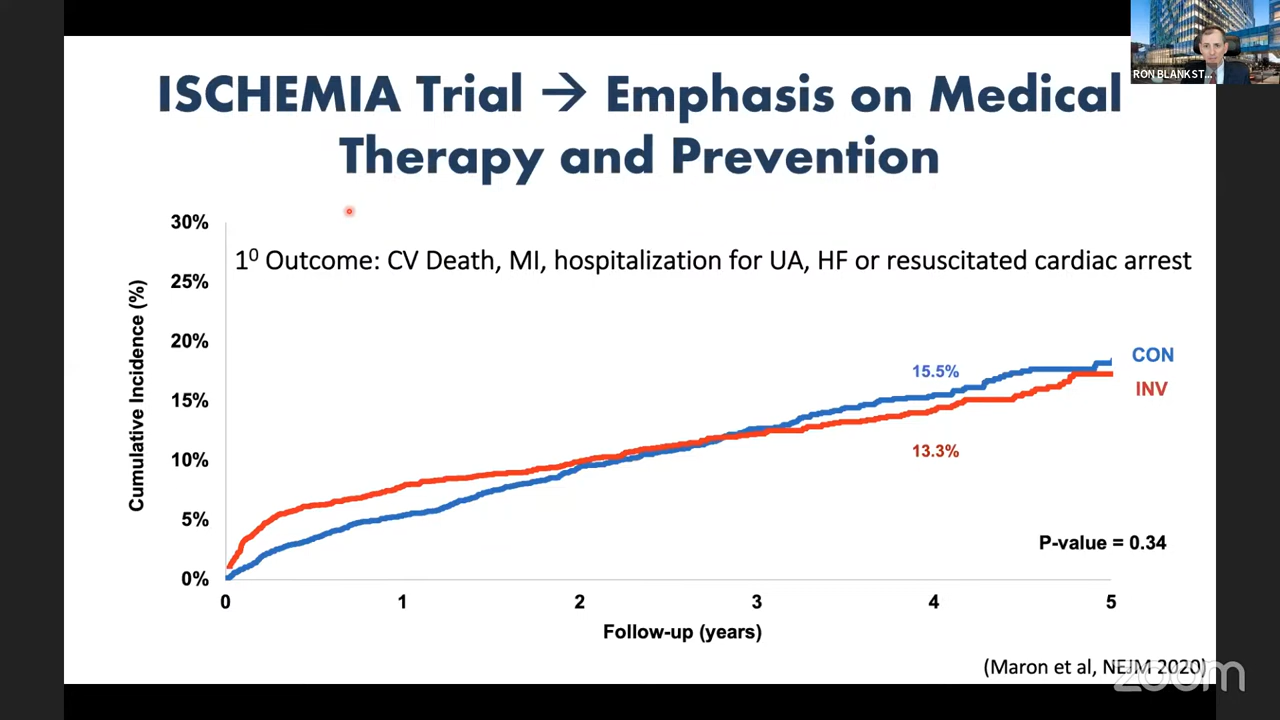 RON BLANKST...
ISCHEMIA Trial → Emphasis on Medical
Therapy and Prevention
1⁰ Outcome: CV Death, MI, hospitalization for UA, HF or resuscitated cardiac arrest
Cumulative Incidence (%)
30%
25%
20%
15%
10%
5%
0%
15.5%
13.3%
CON
INV
P-value = 0.34
0 1 2 3 4 5
Follow-up (years)
(Maron et al, NEJM 2020)
zoom